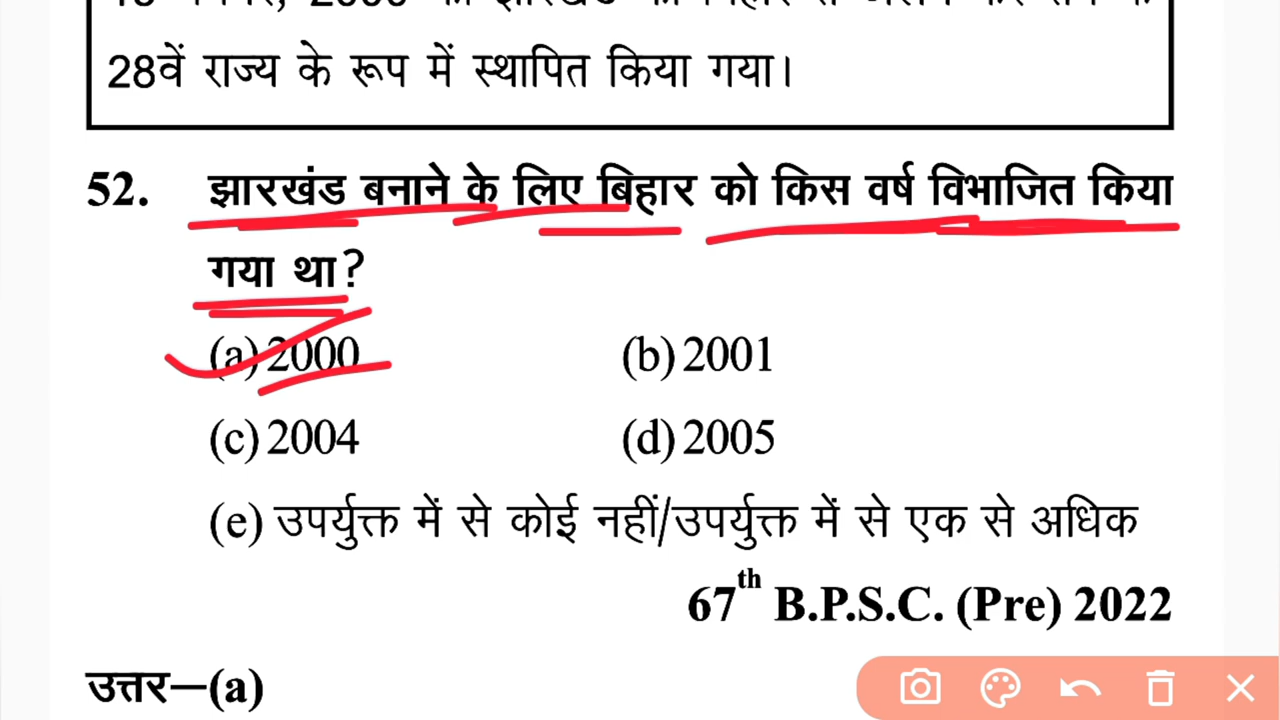 28वें राज्य के रूप में स्थापित किया गया।
52. झारखंड बनाने के लिए बिहार को किस वर्ष विभाजित किया
गया था?
(a) 2000 (b) 2001
(c) 2004 (d) 2005
(e) उपर्युक्त में से कोई नहीं/उपर्युक्त में से एक से अधिक
67th B.P.S.C. (Pre) 2022
उत्तर—(a)